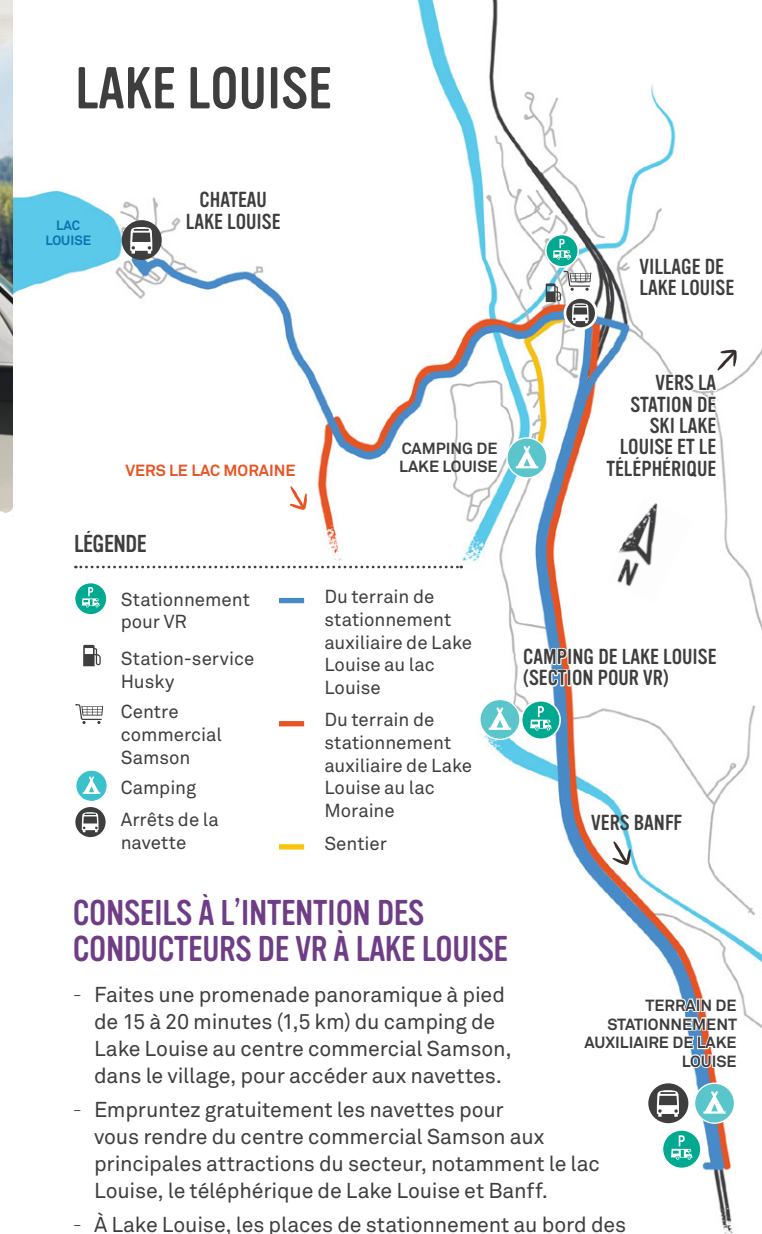 LAKE LOUISE
CHATEAU
LAKE LOUISE
LAC
LOUISE
P
VILLAGE DE
LAKE LOUISE
VERS LA
STATION DE
SKI LAKE
LOUISE ET LE
TÉLÉPHÉRIQUE
CAMPING DE
LAKE LOUISE
VERS LE LAC MORAINE
N
CAMPING DE LAKE LOUISE
(SECTION POUR VR)
P
VERS BANFF
TERRAIN DE
STATIONNEMENT
AUXILIAIRE DE LAKE
LOUISE
P
LÉGENDE
P
Stationnement
pour VR
Station-service
Husky
Centre
commercial
Samson
Camping
Arrêts de la
navette
Du terrain de
stationnement
auxiliaire de Lake
Louise au lac
Louise
Du terrain de
stationnement
auxiliaire de Lake
Louise au lac
Moraine
Sentier
CONSEILS À L'INTENTION DES
CONDUCTEURS DE VR À LAKE LOUISE
- Faites une promenade panoramique à pied
de 15 à 20 minutes (1,5 km) du camping de
Lake Louise au centre commercial Samson,
dans le village, pour accéder aux navettes.
- Empruntez gratuitement les navettes pour
vous rendre du centre commercial Samson aux
principales attractions du secteur, notamment le lac
Louise, le téléphérique de Lake Louise et Banff.
- À Lake Louise, les places de stationnement au bord des